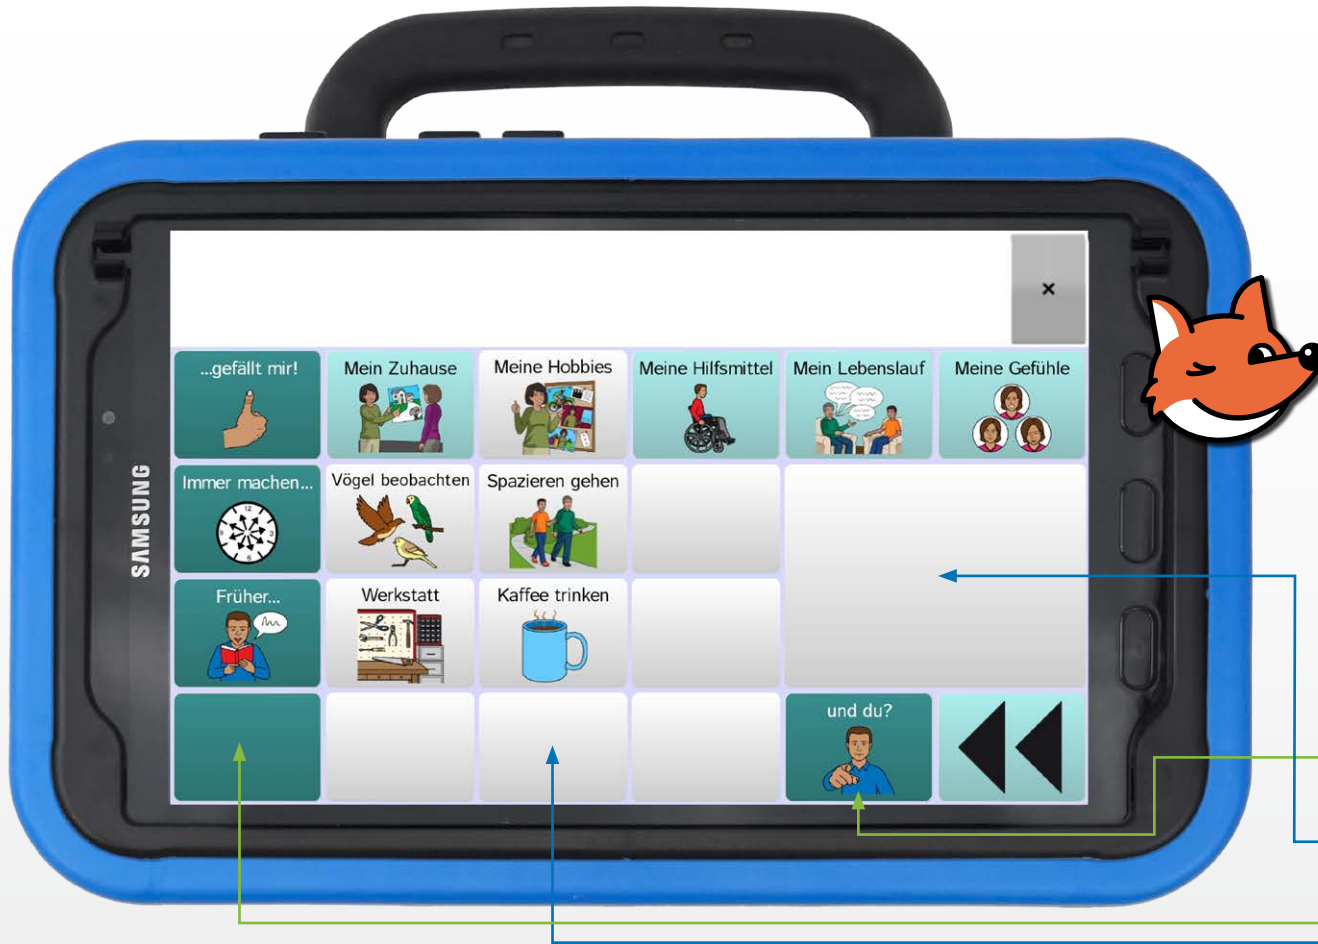 ×
...gefällt mir!
Mein Zuhause
Meine Hobbies
Meine Hilfsmittel
Mein Lebenslauf
Meine Gefühle
Immer machen...
Vögel beobachten
Spazieren gehen
Früher...
Werkstatt
Kaffee trinken
und du?
SAMSUNG